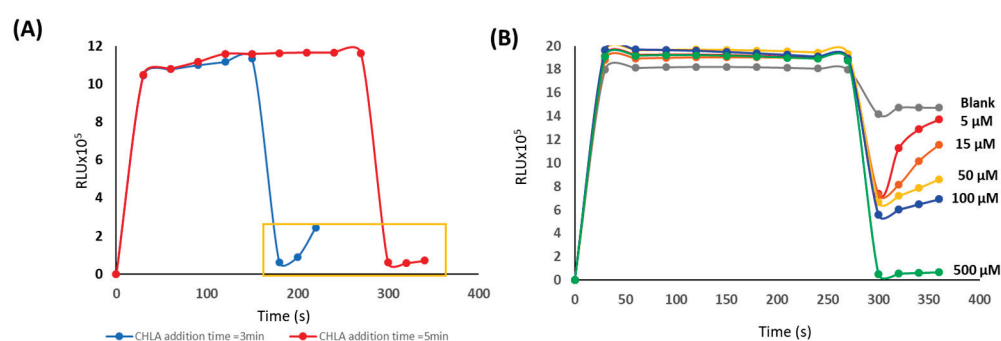 (A)
12
10
8
6
4
2
0
RLUx10⁵
0 100 200 300 400
Time (s)
CHLA addition time =3min CHLA addition time =5min
(B)
20
18
16
14
12
10
8
6
4
2
0
RLUx10⁵
0 50 100 150 200 250 300 350 400
Time (s)
Blank
5 µM
15 µM
50 µM
100 µM
500 µM